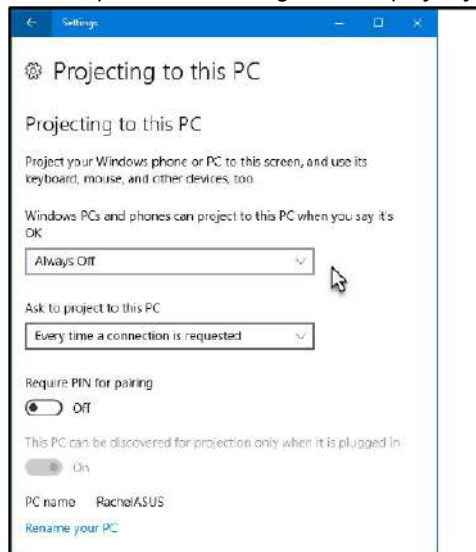 Settings
Projecting to this PC
Projecting to this PC
Project your Windows phone or PC to this screen, and use its
keyboard, mouse, and other devices, too.
Windows PCs and phones can project to this PC when you say it's
OK
Always Off
Ask to project to this PC
Every time a connection is requested
Require PIN for pairing
Off
This PC can be discovered for projection only when it is plugged in
On
PC name RachelASUS
Rename your PC